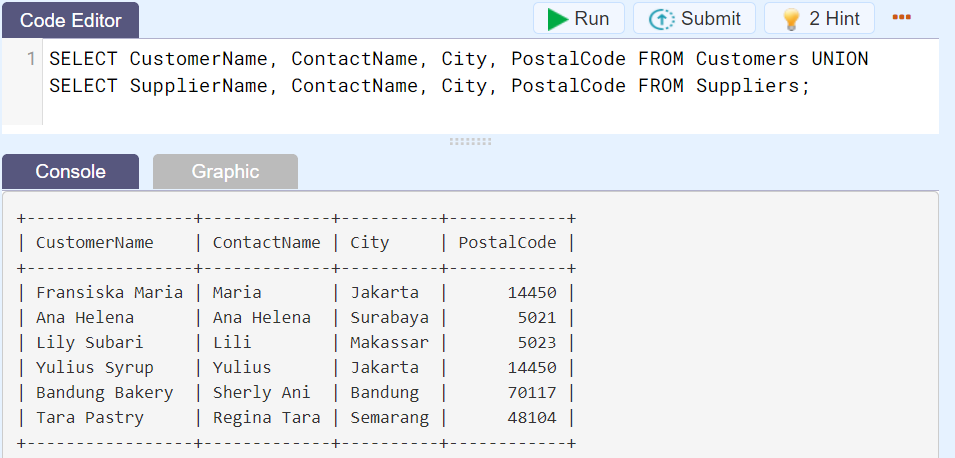 Code Editor
Run
Submit
2 Hint
1 SELECT CustomerName, ContactName, City, PostalCode FROM Customers UNION
SELECT SupplierName, ContactName, City, PostalCode FROM Suppliers;
Console
Graphic
+-----------------+-------------+----------+------------+
| CustomerName    | ContactName | City     | PostalCode |
+-----------------+-------------+----------+------------+
| Fransiska Maria | Maria       | Jakarta  |      14450 |
| Ana Helena      | Ana Helena  | Surabaya |       5021 |
| Lily Subari     | Lili        | Makassar |       5023 |
| Yulius Syrup    | Yulius      | Jakarta  |      14450 |
| Bandung Bakery  | Sherly Ani  | Bandung  |      70117 |
| Tara Pastry     | Regina Tara | Semarang |      48104 |
+-----------------+-------------+----------+------------+